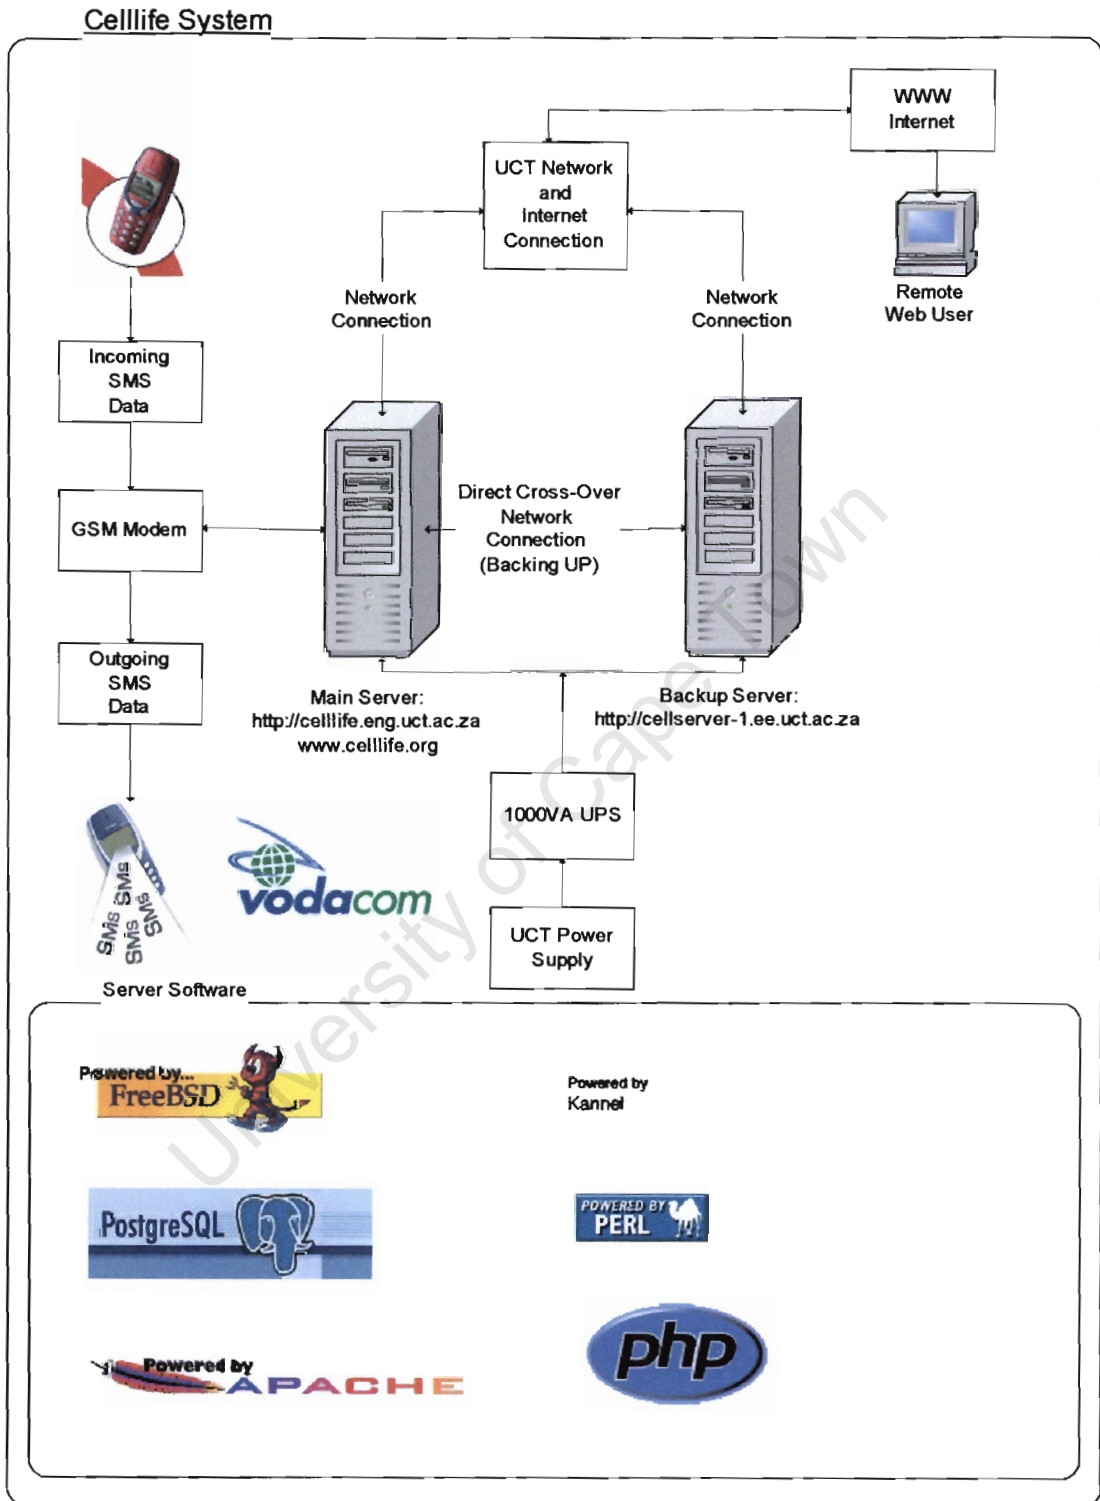 Celllife System
WWW
Internet
UCT Network
and
Internet
Connection
Remote
Web User
Network
Connection
Network
Connection
Incoming
SMS
Data
GSM Modem
Direct Cross-Over
Network
Connection
(Backing UP)
Outgoing
SMS
Data
Main Server:
http://celllife.eng.uct.ac.za
www.celllife.org
Backup Server:
http://cellserver-1.ee.uct.ac.za
1000VA UPS
SMS
SMS
SMS
SMS
vodacom
UCT Power
Supply
Server Software
Powered by...
FreeBSD
Powered by
Kannel
PostgreSQL
POWERED BY
PERL
Powered by
APACHE
php
University of Cape Town